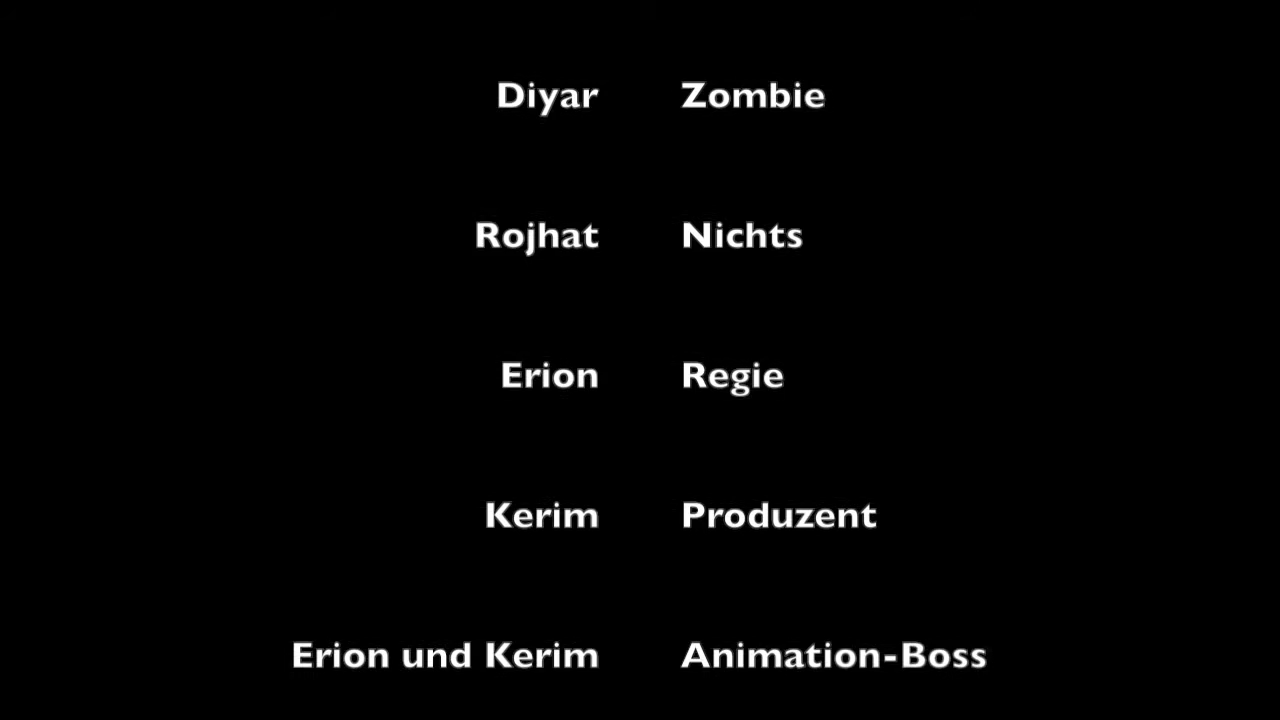 Diyar Zombie
Rojhat Nichts
Erion Regie
Kerim Produzent
Erion und Kerim Animation-Boss